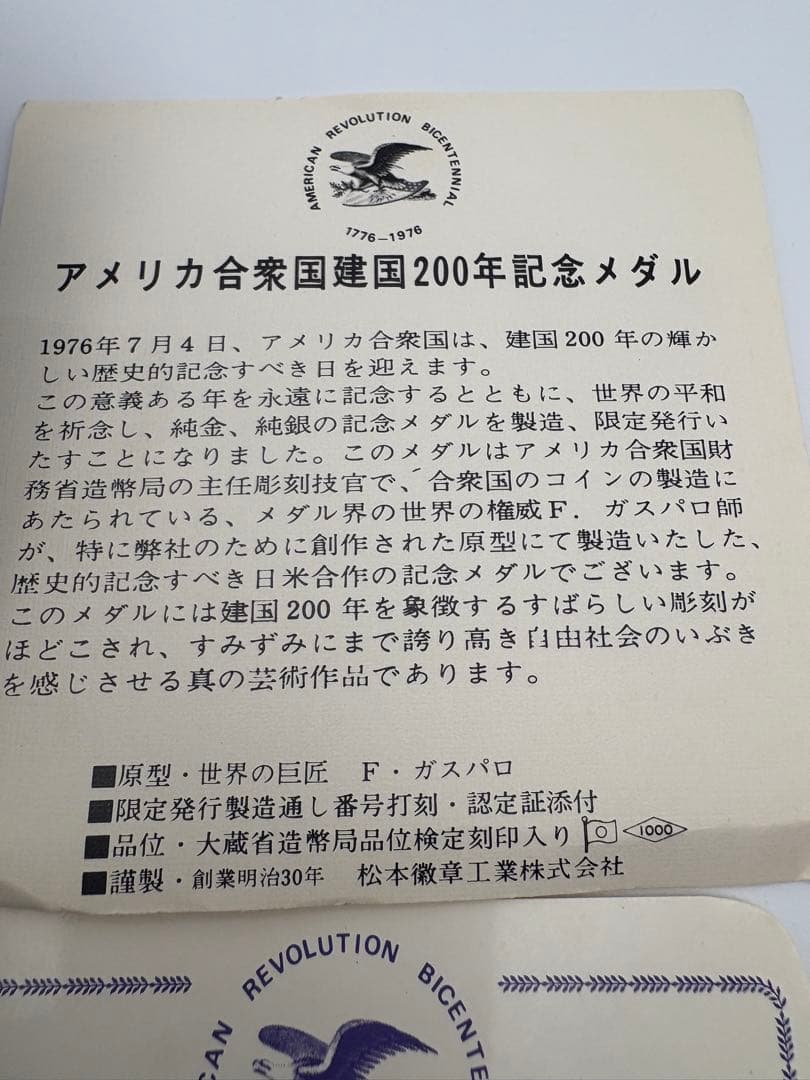 AMERICAN REVOLUTION BICENTENNIAL
1776-1976
アメリカ合衆国建国200年記念メダル
1976年7月4日、アメリカ合衆国は、建国200年の輝か
しい歴史的記念すべき日を迎えます。
この意義ある年を永遠に記念するとともに、世界の平和
を祈念し、純金、純銀の記念メダルを製造、限定発行い
たすことになりました。このメダルはアメリカ合衆国財
務省造幣局の主任彫刻技官で、合衆国のコインの製造に
あたられている、メダル界の世界の権威F.ガスパロ師
が、特に弊社のために創作された原型にて製造いたした、
歴史的記念すべき日米合作の記念メダルでございます。
このメダルには建国200年を象徴するすばらしい彫刻が
ほどこされ、すみずみにまで誇り高き自由社会のいぶき
を感じさせる真の芸術作品であります。
■原型・世界の巨匠 F・ガスパロ
■限定発行製造通し番号打刻・認定証添付
■品位・大蔵省造幣局品位検定刻印入り 1000
■謹製・創業明治30年 松本徽章工業株式会社
REVOLUTION